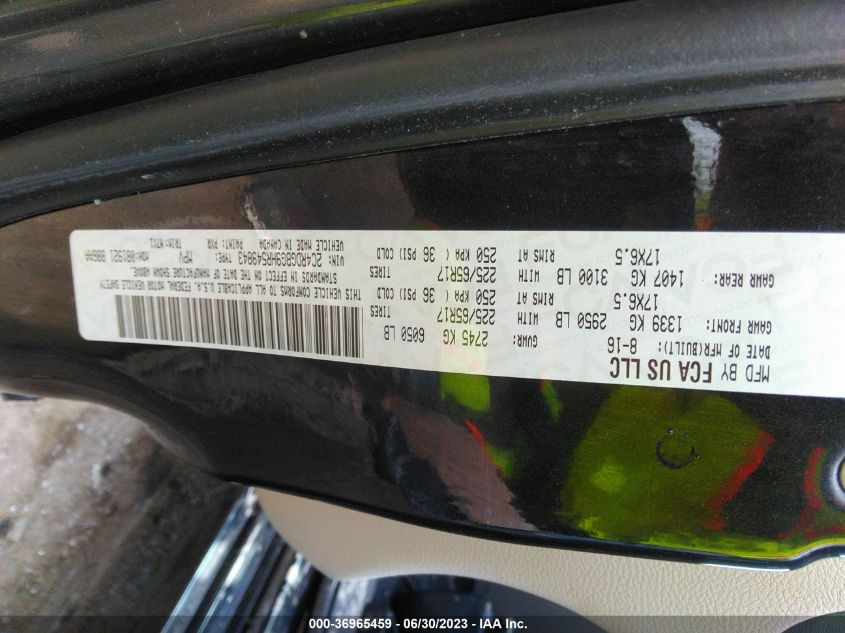 MFD BY FCA US LLC
DATE OF MFR(BUILT): 8-16 GVWR: 2745 KG 6050 LB
GAWR FRONT: 1339 KG 2950 LB WITH 225/65R17 TIRES
17X6.5 RIMS AT 250 KPA ( 36 PSI) COLD
GAWR REAR: 1407 KG 3100 LB WITH 225/65R17 TIRES
17X6.5 RIMS AT 250 KPA ( 36 PSI) COLD
THIS VEHICLE CONFORMS TO ALL APPLICABLE U.S.A. FEDERAL MOTOR VEHICLE SAFETY
STANDARDS IN EFFECT ON THE DATE OF MANUFACTURE SHOWN ABOVE.
VIN: 2C4RDGBG9HR549843 TYPE: MPV
VEHICLE MADE IN CANADA PAINT: PXR TRIM:
000-36965459 - 06/30/2023 - IAA Inc.